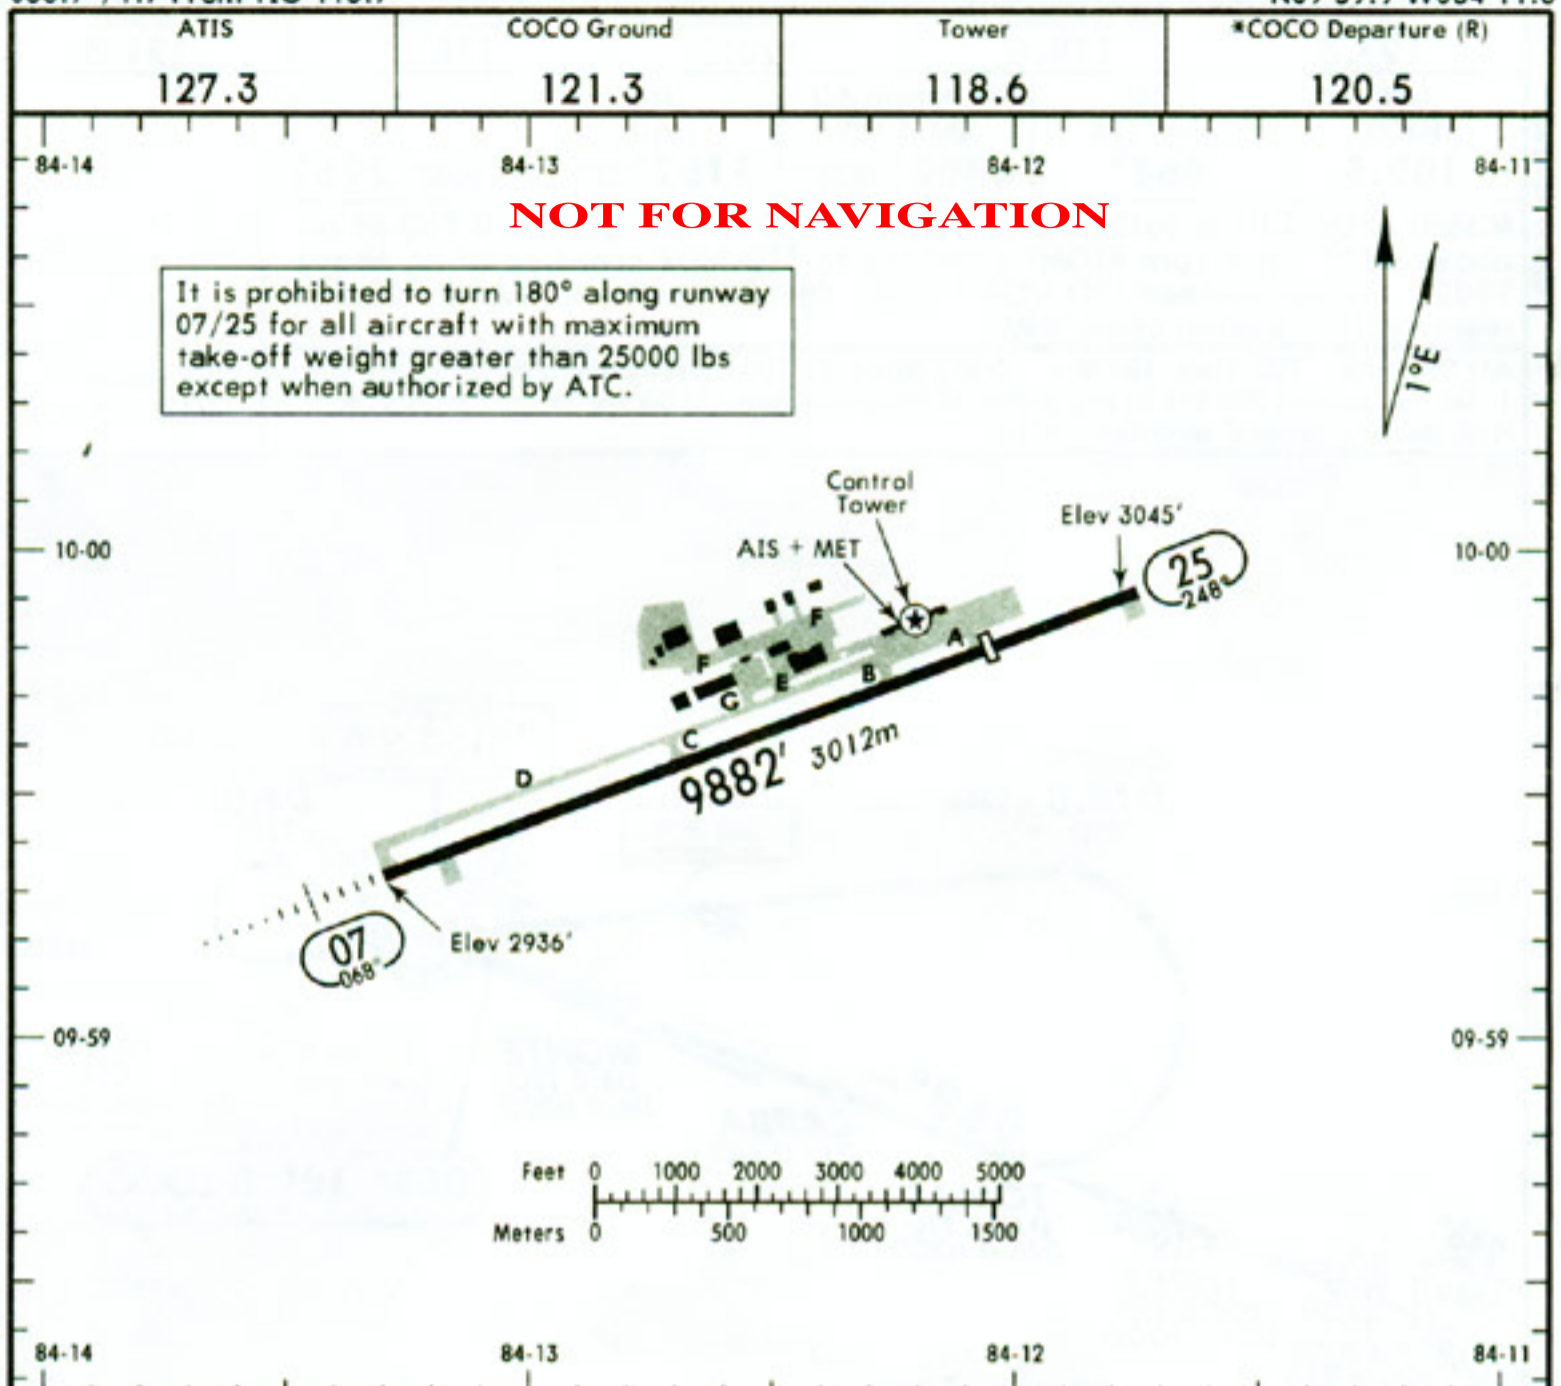 ATIS
127.3
COCO Ground
121.3
Tower
118.6
*COCO Departure (R)
120.5
84-14 84-13 84-12 84-11
NOT FOR NAVIGATION
It is prohibited to turn 180° along runway
07/25 for all aircraft with maximum
take-off weight greater than 25000 lbs
except when authorized by ATC.
1°E
Control
Tower
AIS + MET
Elev 3045'
10-00 10-00
25
248°
F
A
F
E
B
G
C
D
9882' 3012m
07
068°
Elev 2936'
09-59 09-59
Feet 0 1000 2000 3000 4000 5000
Meters 0 500 1000 1500
84-14 84-13 84-12 84-11